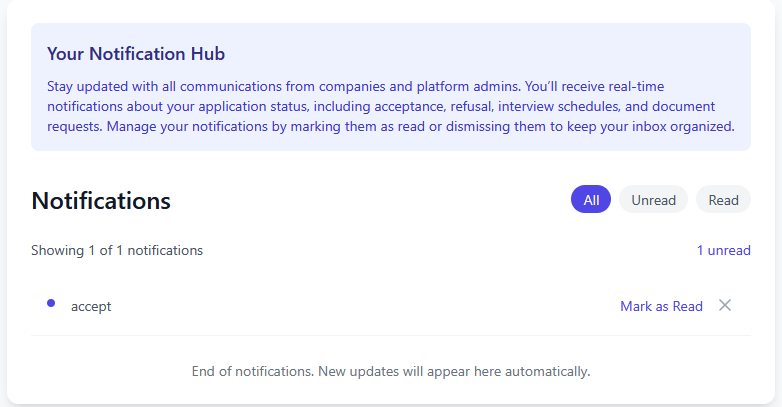 Your Notification Hub
Stay updated with all communications from companies and platform admins. You’ll receive real-time
notifications about your application status, including acceptance, refusal, interview schedules, and document
requests. Manage your notifications by marking them as read or dismissing them to keep your inbox organized.
Notifications
All Unread Read
Showing 1 of 1 notifications
1 unread
accept
Mark as Read
End of notifications. New updates will appear here automatically.